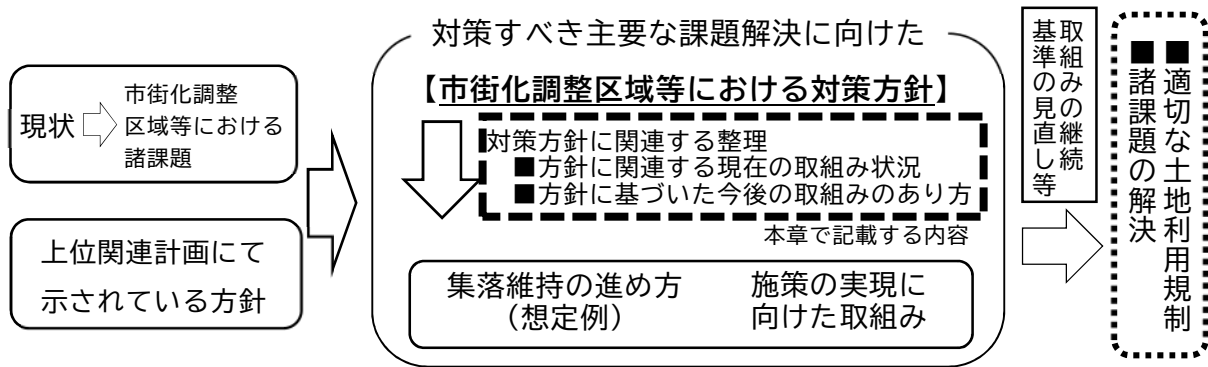 現状
市街化調整
区域等における
諸課題
上位関連計画にて
示されている方針
対策すべき主要な課題解決に向けた
【市街化調整区域等における対策方針】
対策方針に関連する整理
■方針に関連する現在の取組み状況
■方針に基づいた今後の取組みのあり方
本章で記載する内容
集落維持の進め方
(想定例)
施策の実現に
向けた取組み
取組みの継続
基準の見直し等
■適切な土地利用規制
■諸課題の解決